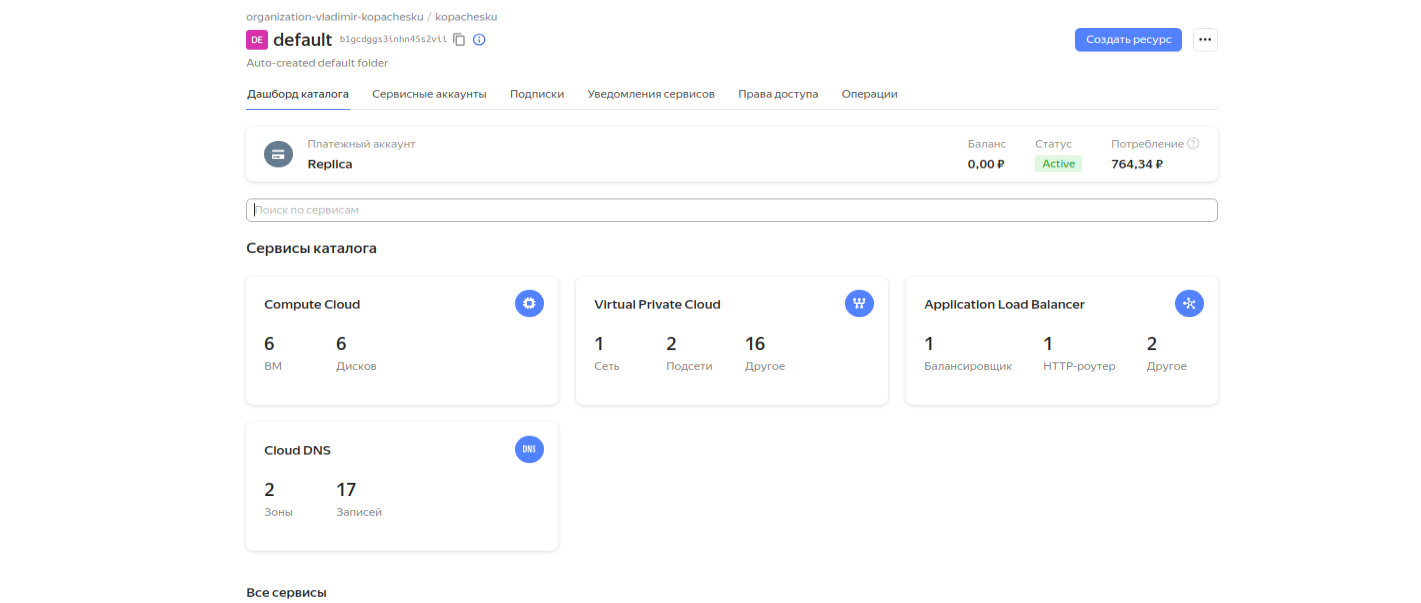 organization-vladimir-kopachesku / kopachesku
DE default b1gcdggs3inhn45s2vii
Создать ресурс
Auto-created default folder
Дашборд каталога Сервисные аккаунты Подписки Уведомления сервисов Права доступа Операции
Платежный аккаунт Баланс Статус Потребление
Replica 0,00 ₽ Active 764,34 ₽
Поиск по сервисам
Сервисы каталога
Compute Cloud
6 6
ВМ Дисков
Virtual Private Cloud
1 2 16
Сеть Подсети Другое
Application Load Balancer
1 1 2
Балансировщик HTTP-роутер Другое
Cloud DNS DNS
2 17
Зоны Записей
Все сервисы